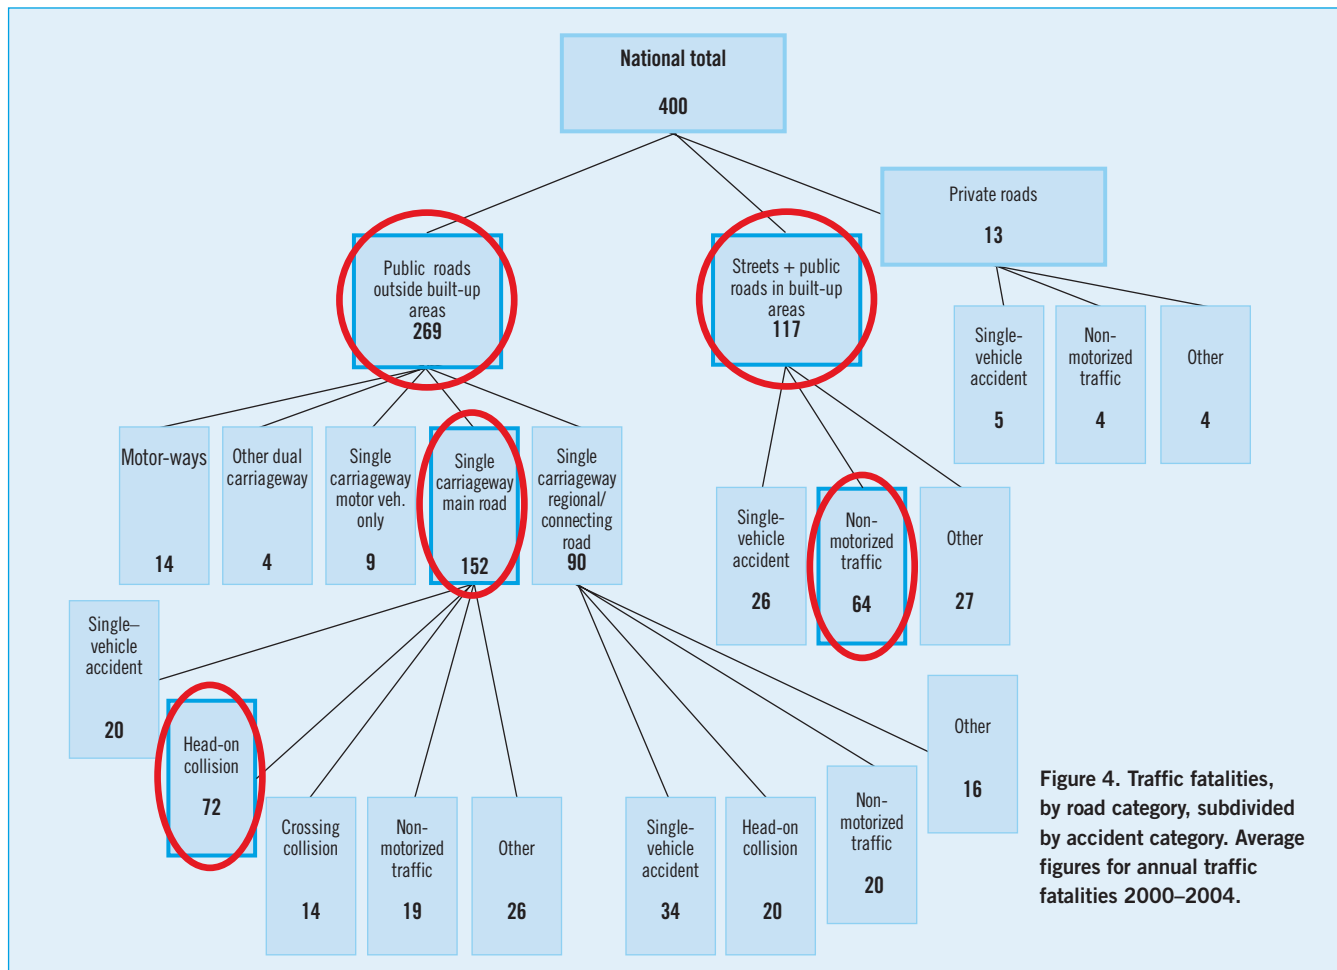 National total
400
Private roads
13
Public roads
outside built-up
areas
269
Streets + public
roads in built-up
areas
117
Single-
vehicle
accident
5
Non-
motorized
traffic
4
Other
4
Motor-ways
14
Other dual
carriageway
4
Single
carriageway
motor veh.
only
9
Single
carriageway
main road
152
Single
carriageway
regional/
connecting
road
90
Single-
vehicle
accident
26
Non-
motorized
traffic
64
Other
27
Single–
vehicle
accident
20
Head-on
collision
72
Crossing
collision
14
Non-
motorized
traffic
19
Other
26
Single-
vehicle
accident
34
Head-on
collision
20
Non-
motorized
traffic
20
Other
16
Figure 4. Traffic fatalities,
by road category, subdivided
by accident category. Average
figures for annual traffic
fatalities 2000–2004.